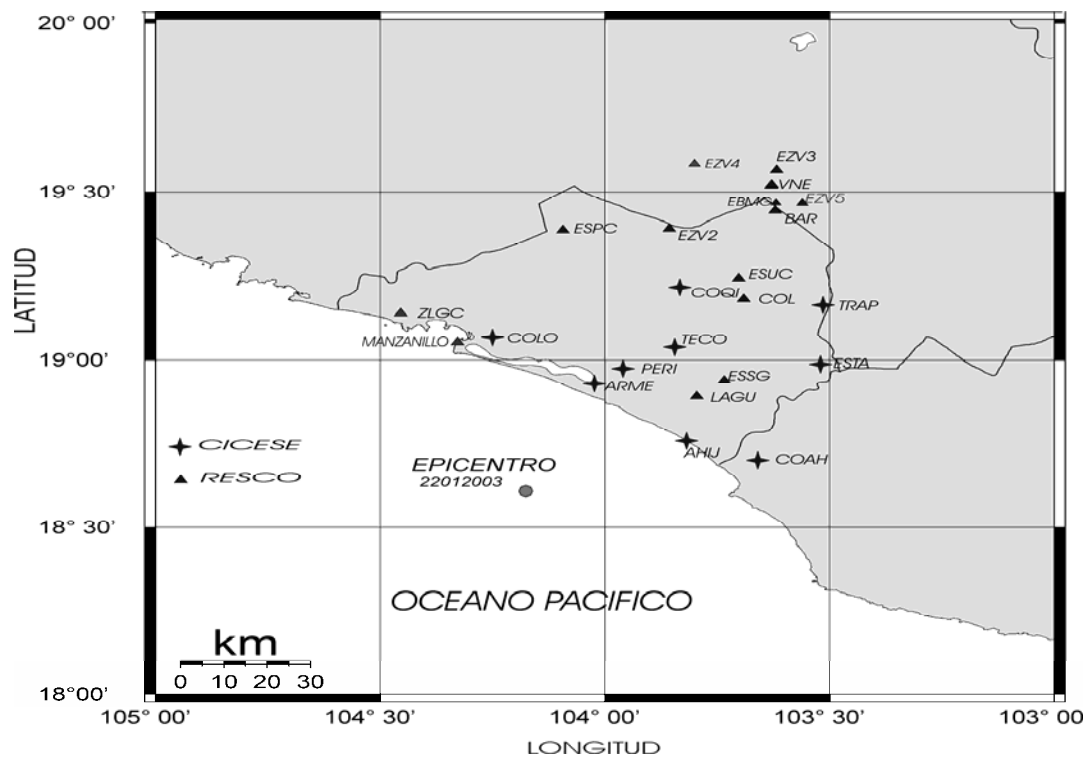 20° 00'
EZV4
EZV3
VNE
19° 30'
EBMG
EZV5
BAR
ESPC
EZV2
ESUC
COQI
COL
TRAP
ZLGC
MANZANILLO
COLO
TECO
19° 00'
PERI
ESSG
ESTA
ARME
LAGU
CICESE
AHIJ
COAH
EPICENTRO
RESCO
22012003
18° 30'
OCEANO PACIFICO
km
0 10 20 30
18° 00'
105° 00' 104° 30' 104° 00' 103° 30' 103° 00'
LATITUD
LONGITUD